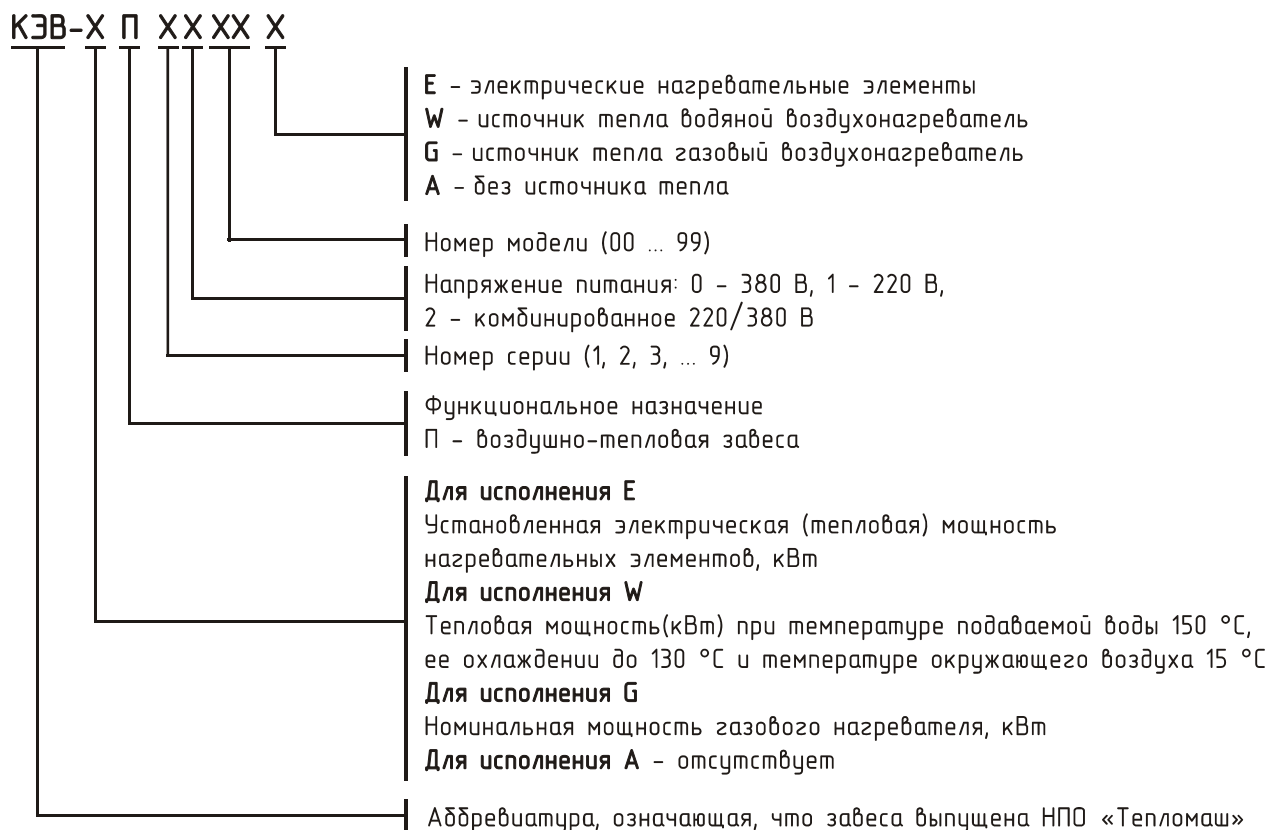 КЭВ-Х П ХХ ХХ Х
Е – электрические нагревательные элементы
W – источник тепла водяной воздухонагреватель
G – источник тепла газовый воздухонагреватель
А – без источника тепла
Номер модели (00 ... 99)
Напряжение питания: 0 – 380 В, 1 – 220 В,
2 – комбинированное 220/380 В
Номер серии (1, 2, 3, ... 9)
Функциональное назначение
П – воздушно-тепловая завеса
Для исполнения Е
Установленная электрическая (тепловая) мощность
нагревательных элементов, кВт
Для исполнения W
Тепловая мощность(кВт) при температуре подаваемой воды 150 °С,
ее охлаждении до 130 °С и температуре окружающего воздуха 15 °С
Для исполнения G
Номинальная мощность газового нагревателя, кВт
Для исполнения А – отсутствует
Аббревиатура, означающая, что завеса выпущена НПО «Тепломаш»